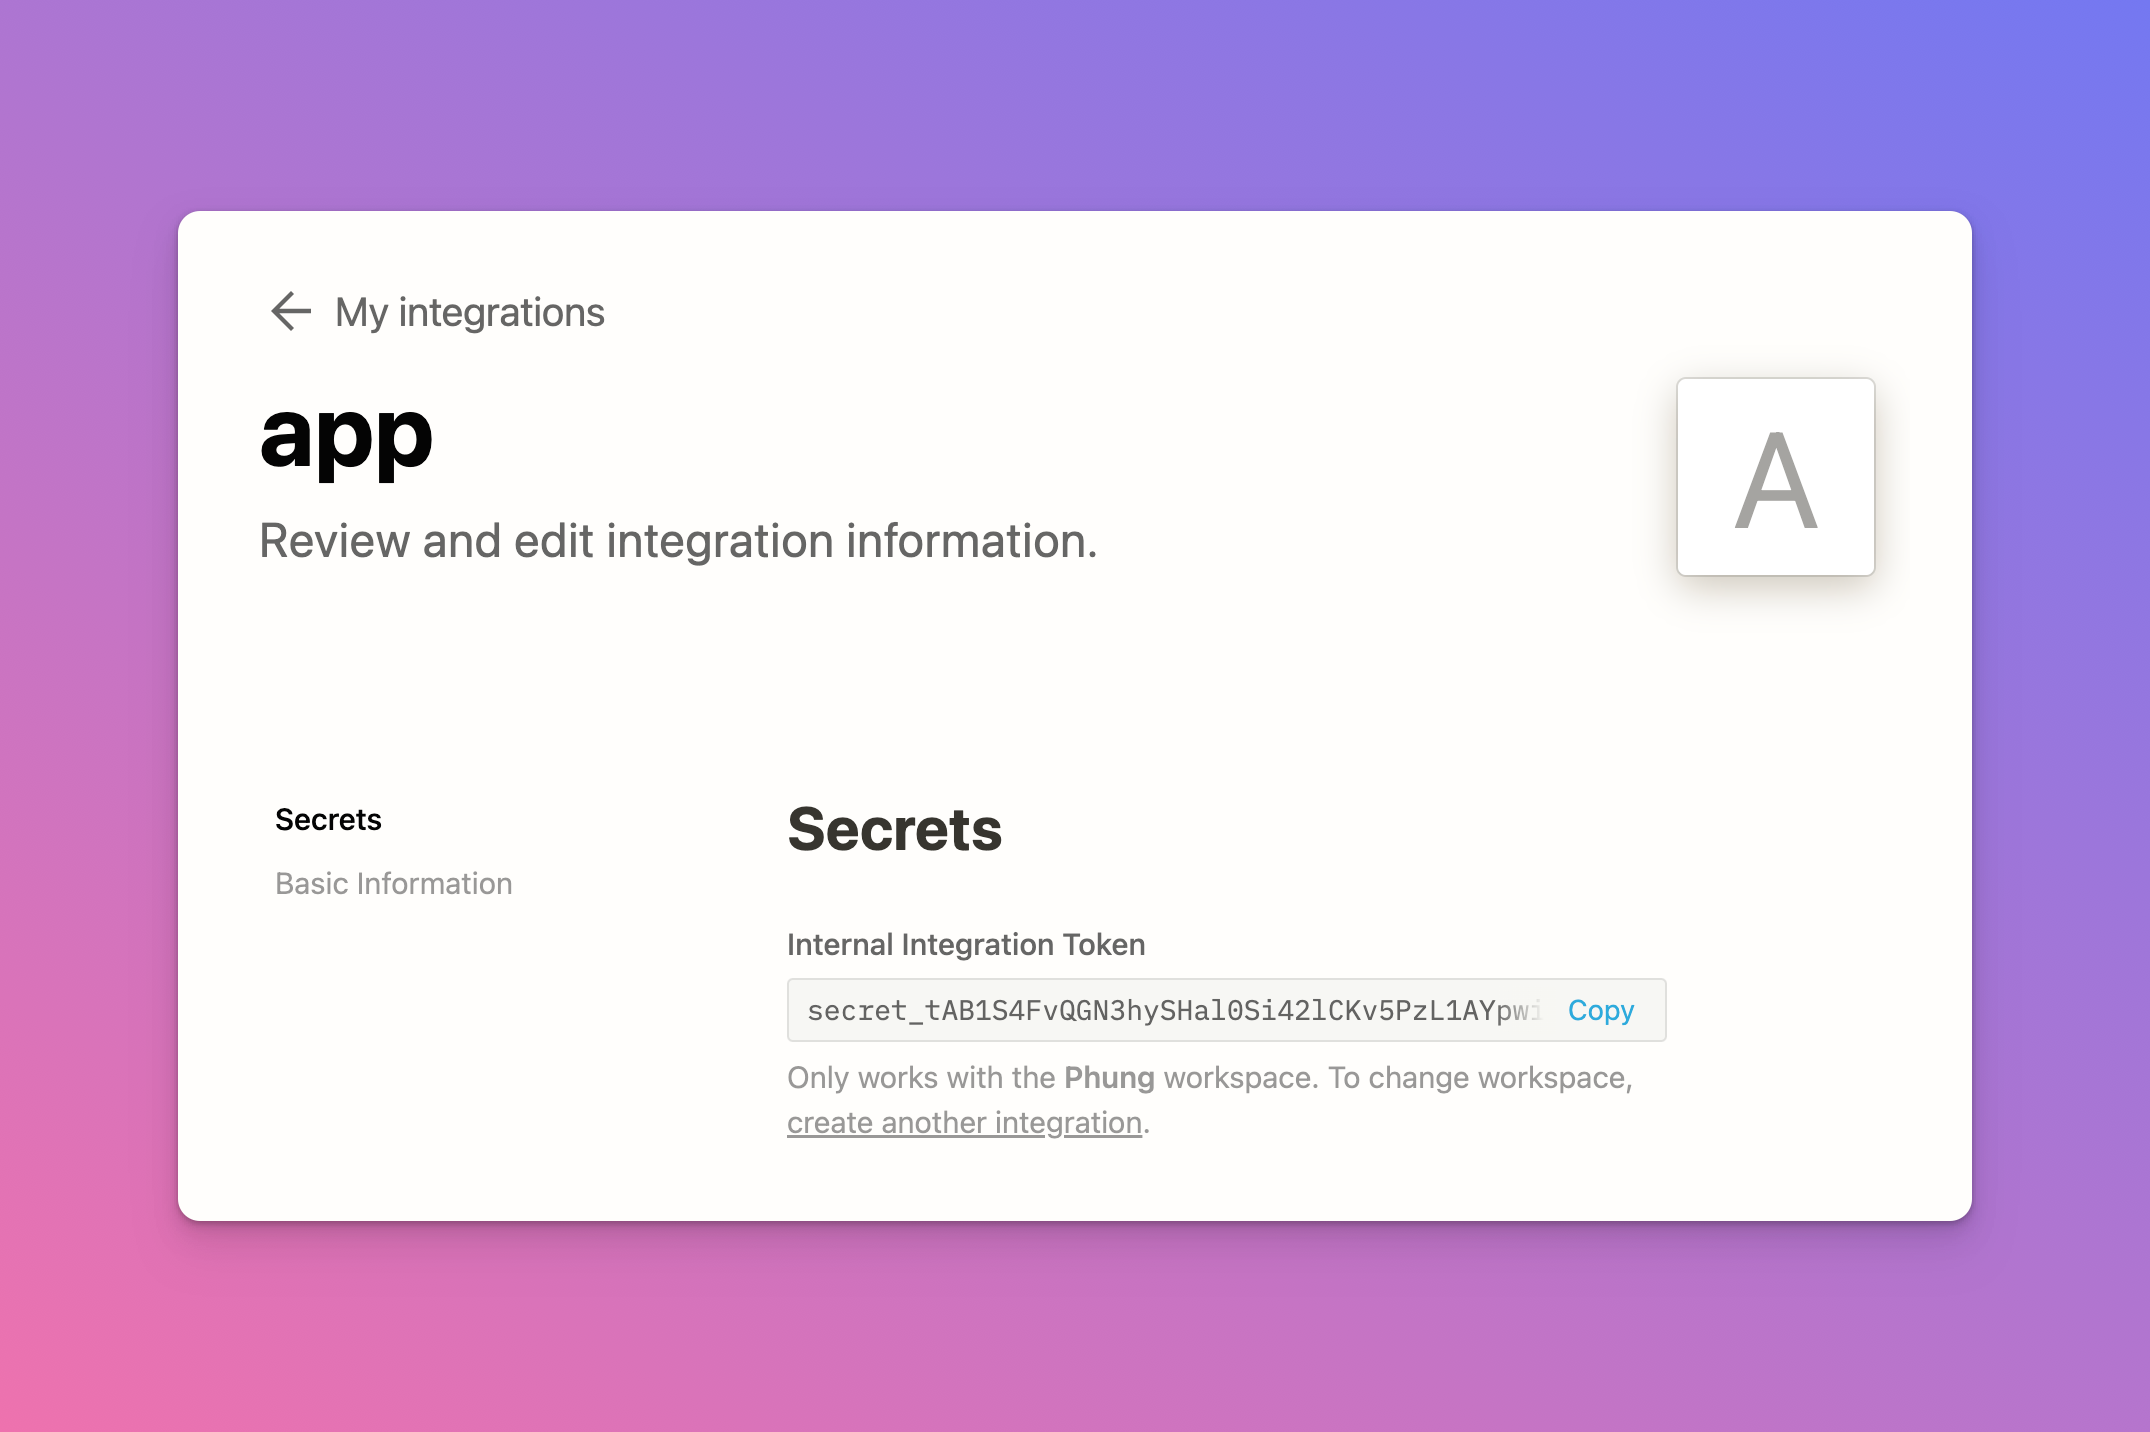 My integrations
app
A
Review and edit integration information.
Secrets
Basic Information
Secrets
Internal Integration Token
secret_tAB1S4FvQGN3hySHal0Si42lCKv5PzL1AYpwi Copy
Only works with the Phung workspace. To change workspace,
create another integration.